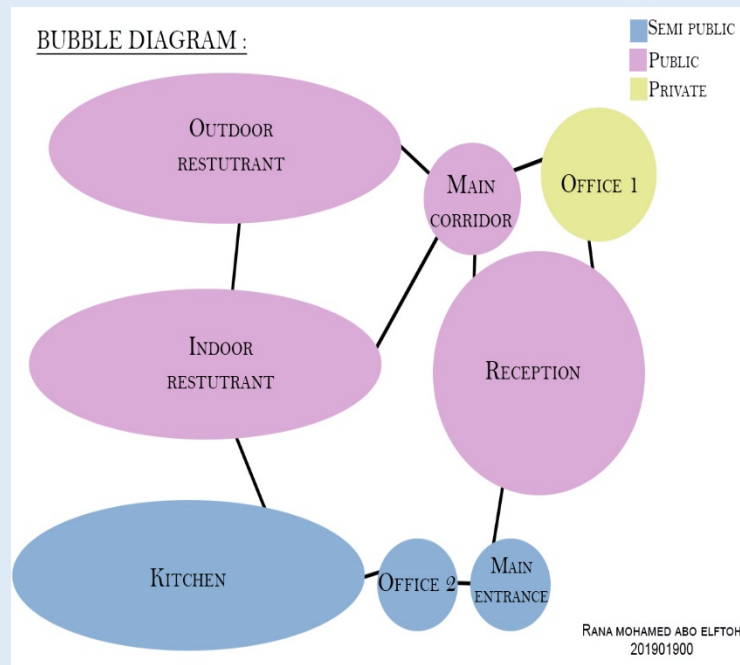 BUBBLE DIAGRAM :
SEMI PUBLIC
PUBLIC
PRIVATE
OUTDOOR
RESTUTRANT
MAIN
CORRIDOR
OFFICE 1
INDOOR
RESTUTRANT
RECEPTION
KITCHEN
OFFICE 2
MAIN
ENTRANCE
RANA MOHAMED ABO ELFTOH
201901900